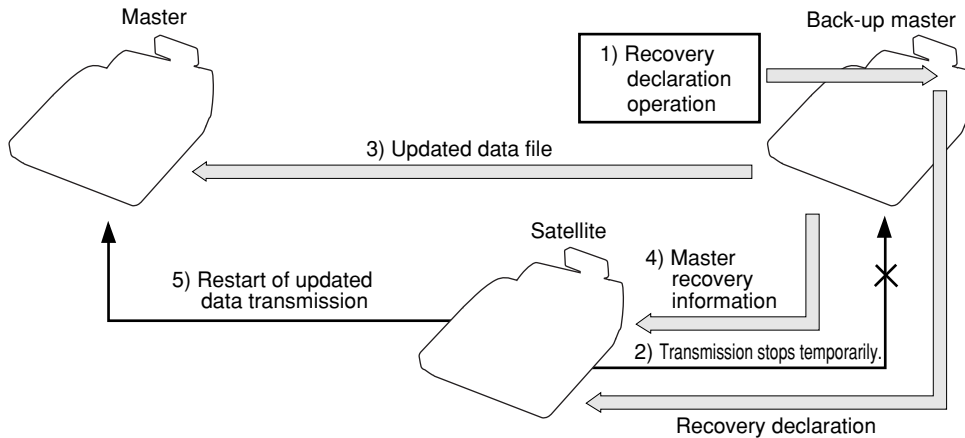 Master
Back-up master
1) Recovery
declaration
operation
3) Updated data file
Satellite
4) Master
recovery
information
5) Restart of updated
data transmission
2) Transmission stops temporarily.
Recovery declaration